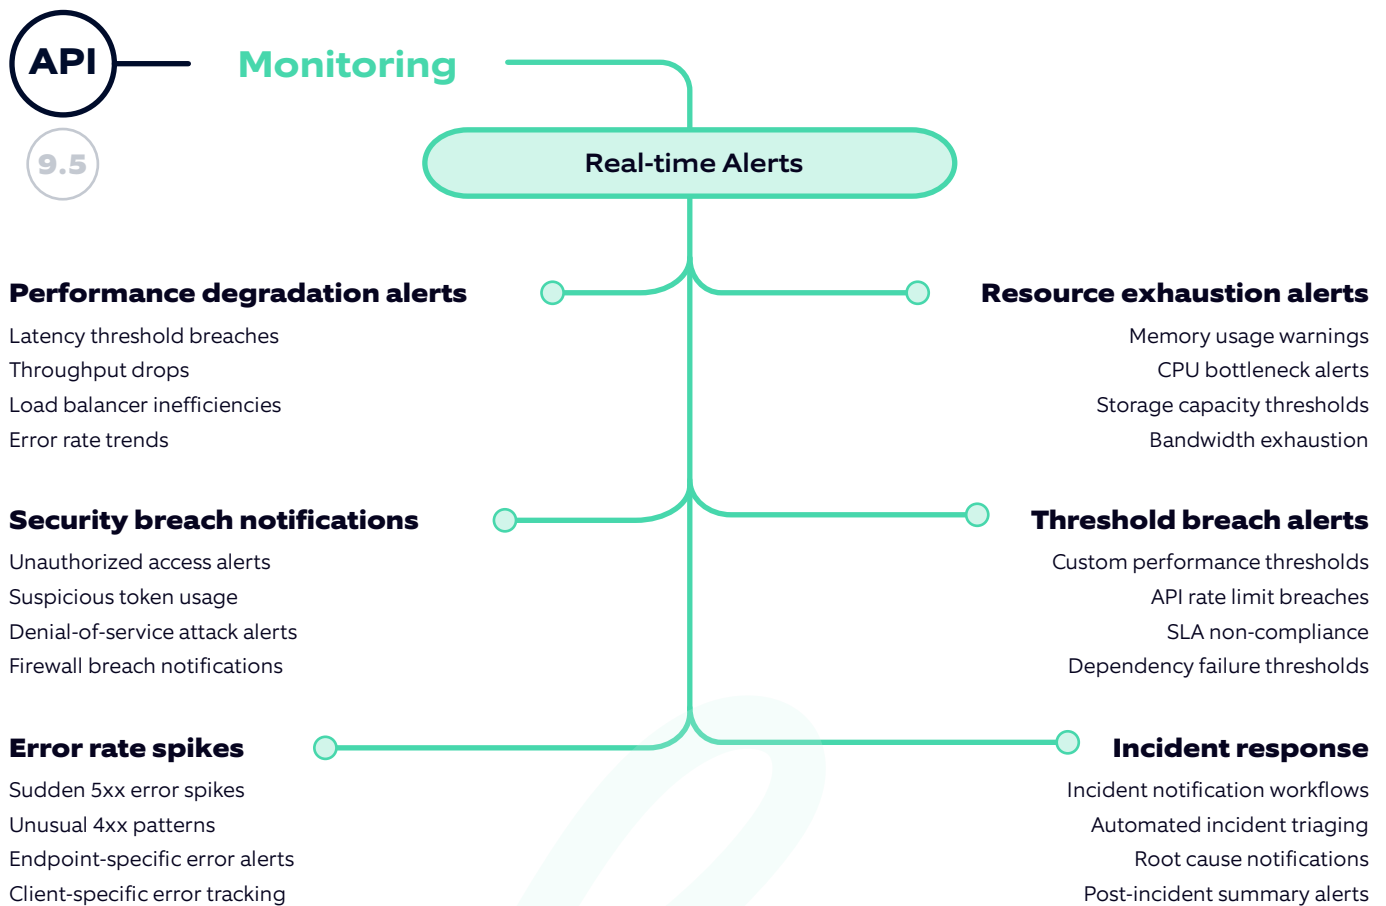 API
Monitoring
9.5
Real-time Alerts
Performance degradation alerts
Latency threshold breaches
Throughput drops
Load balancer inefficiencies
Error rate trends
Resource exhaustion alerts
Memory usage warnings
CPU bottleneck alerts
Storage capacity thresholds
Bandwidth exhaustion
Security breach notifications
Unauthorized access alerts
Suspicious token usage
Denial-of-service attack alerts
Firewall breach notifications
Threshold breach alerts
Custom performance thresholds
API rate limit breaches
SLA non-compliance
Dependency failure thresholds
Error rate spikes
Sudden 5xx error spikes
Unusual 4xx patterns
Endpoint-specific error alerts
Client-specific error tracking
Incident response
Incident notification workflows
Automated incident triaging
Root cause notifications
Post-incident summary alerts